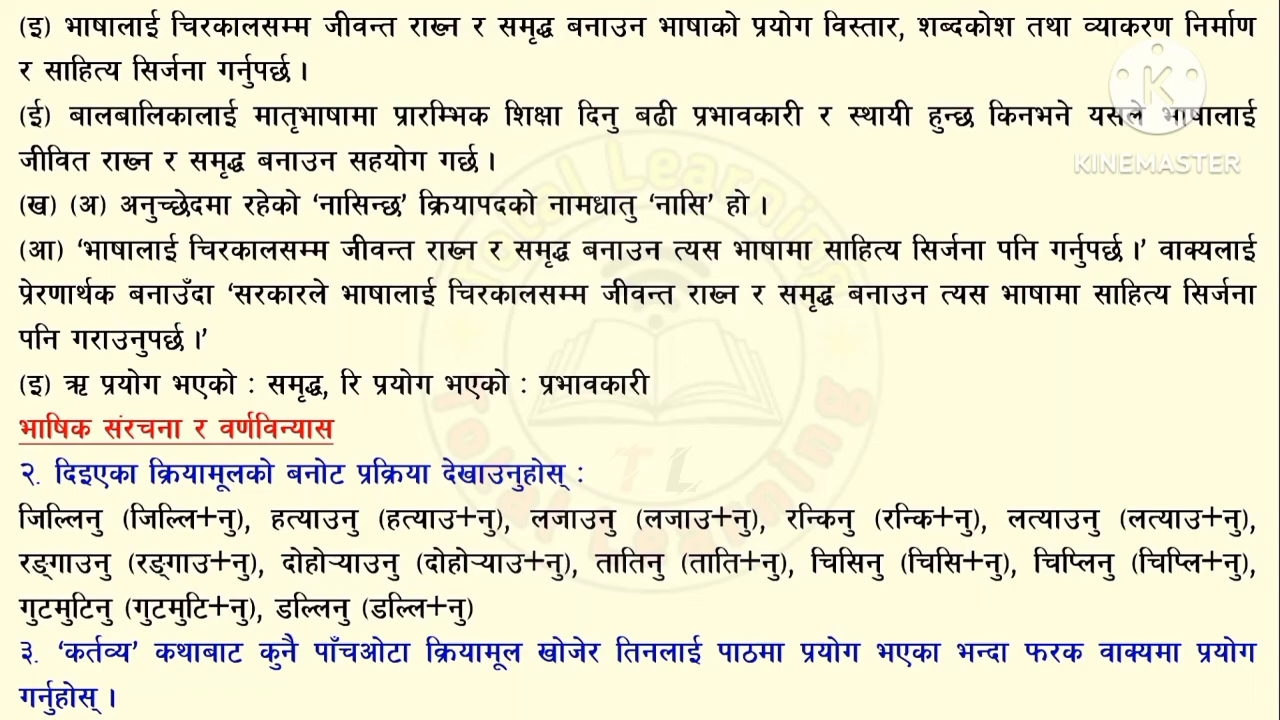 (इ) भाषालाई चिरकालसम्म जीवन्त राख्न र समृद्ध बनाउन भाषाको प्रयोग विस्तार, शब्दकोश तथा व्याकरण निर्माण
र साहित्य सिर्जना गर्नुपर्छ ।
(ई) बालबालिकालाई मातृभाषामा प्रारम्भिक शिक्षा दिनु बढी प्रभावकारी र स्थायी हुन्छ किनभने यसले भाषालाई
जीवित राख्न र समृद्ध बनाउन सहयोग गर्छ ।
KINEMASTER
(ख) (अ) अनुच्छेदमा रहेको ‘नासिन्छ’ क्रियापदको नामधातु ‘नासि’ हो ।
(आ) ‘भाषालाई चिरकालसम्म जीवन्त राख्न र समृद्ध बनाउन त्यस भाषामा साहित्य सिर्जना पनि गर्नुपर्छ ।’ वाक्यलाई
प्रेरणार्थक बनाउँदा ‘सरकारले भाषालाई चिरकालसम्म जीवन्त राख्न र समृद्ध बनाउन त्यस भाषामा साहित्य सिर्जना
पनि गराउनुपर्छ ।’
(इ) ऋ प्रयोग भएको : समृद्ध, रि प्रयोग भएको : प्रभावकारी
भाषिक संरचना र वर्णविन्यास
२. दिइएका क्रियामूलको बनोट प्रक्रिया देखाउनुहोस् :
जिल्लिनु (जिल्लि+नु), हत्याउनु (हत्याउ+नु), लजाउनु (लजाउ+नु), रन्किनु (रन्कि+नु), लत्याउनु (लत्याउ+नु),
रङ्गाउनु (रङ्गाउ+नु), दोहोऱ्याउनु (दोहोऱ्याउ+नु), तातिनु (ताति+नु), चिसिनु (चिसि+नु), चिप्लिनु (चिप्लि+नु),
गुटमुटिनु (गुटमुटि+नु), डल्लिनु (डल्लि+नु)
३. ‘कर्तव्य’ कथाबाट कुनै पाँचओटा क्रियामूल खोजेर तिनलाई पाठमा प्रयोग भएका भन्दा फरक वाक्यमा प्रयोग
गर्नुहोस् ।
Total Learning
TL
Total Learning